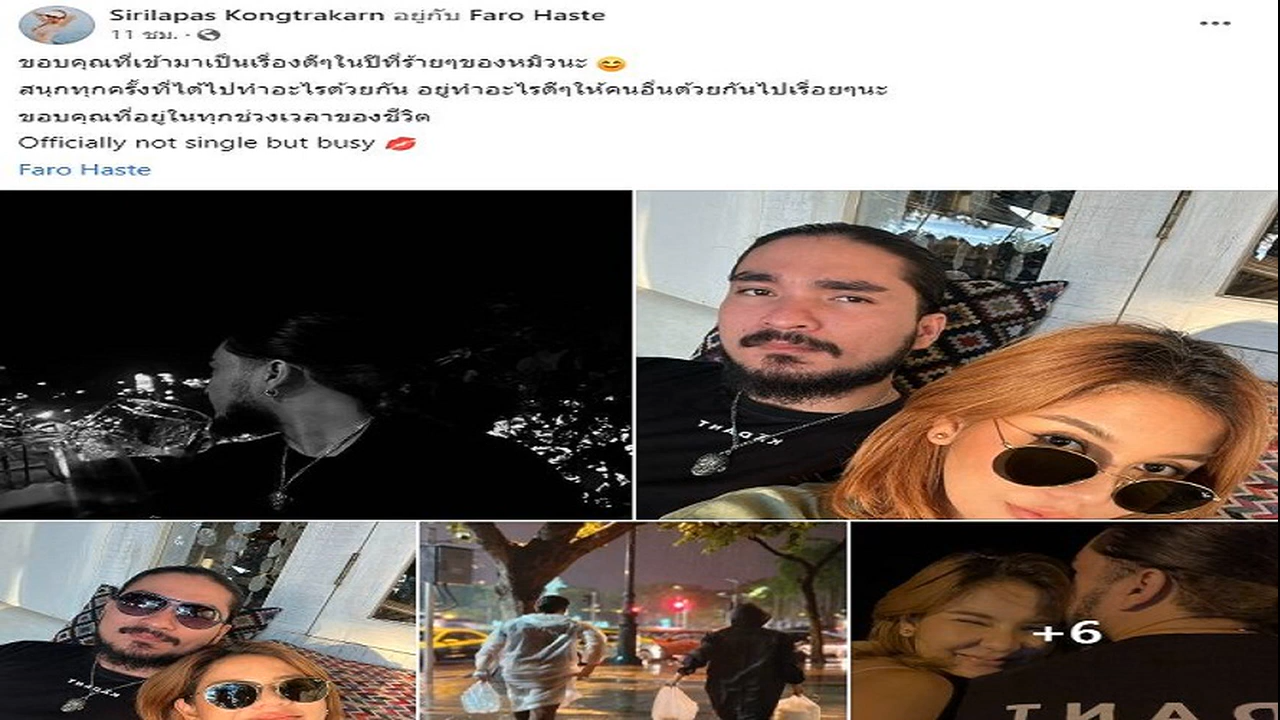 Sirilapas Kongtrakarn อยู่กับ Faro Haste
11 ชม. ·
ขอบคุณที่เข้ามาเป็นเรื่องดีๆในปีที่ร้ายๆของหมิวนะ 😊
สนุกทุกครั้งที่ได้ไปทำอะไรด้วยกัน อยู่ทำอะไรดีๆให้คนอื่นด้วยกันไปเรื่อยๆนะ
ขอบคุณที่อยู่ในทุกช่วงเวลาของชีวิต
Officially not single but busy 💋
Faro Haste
+6